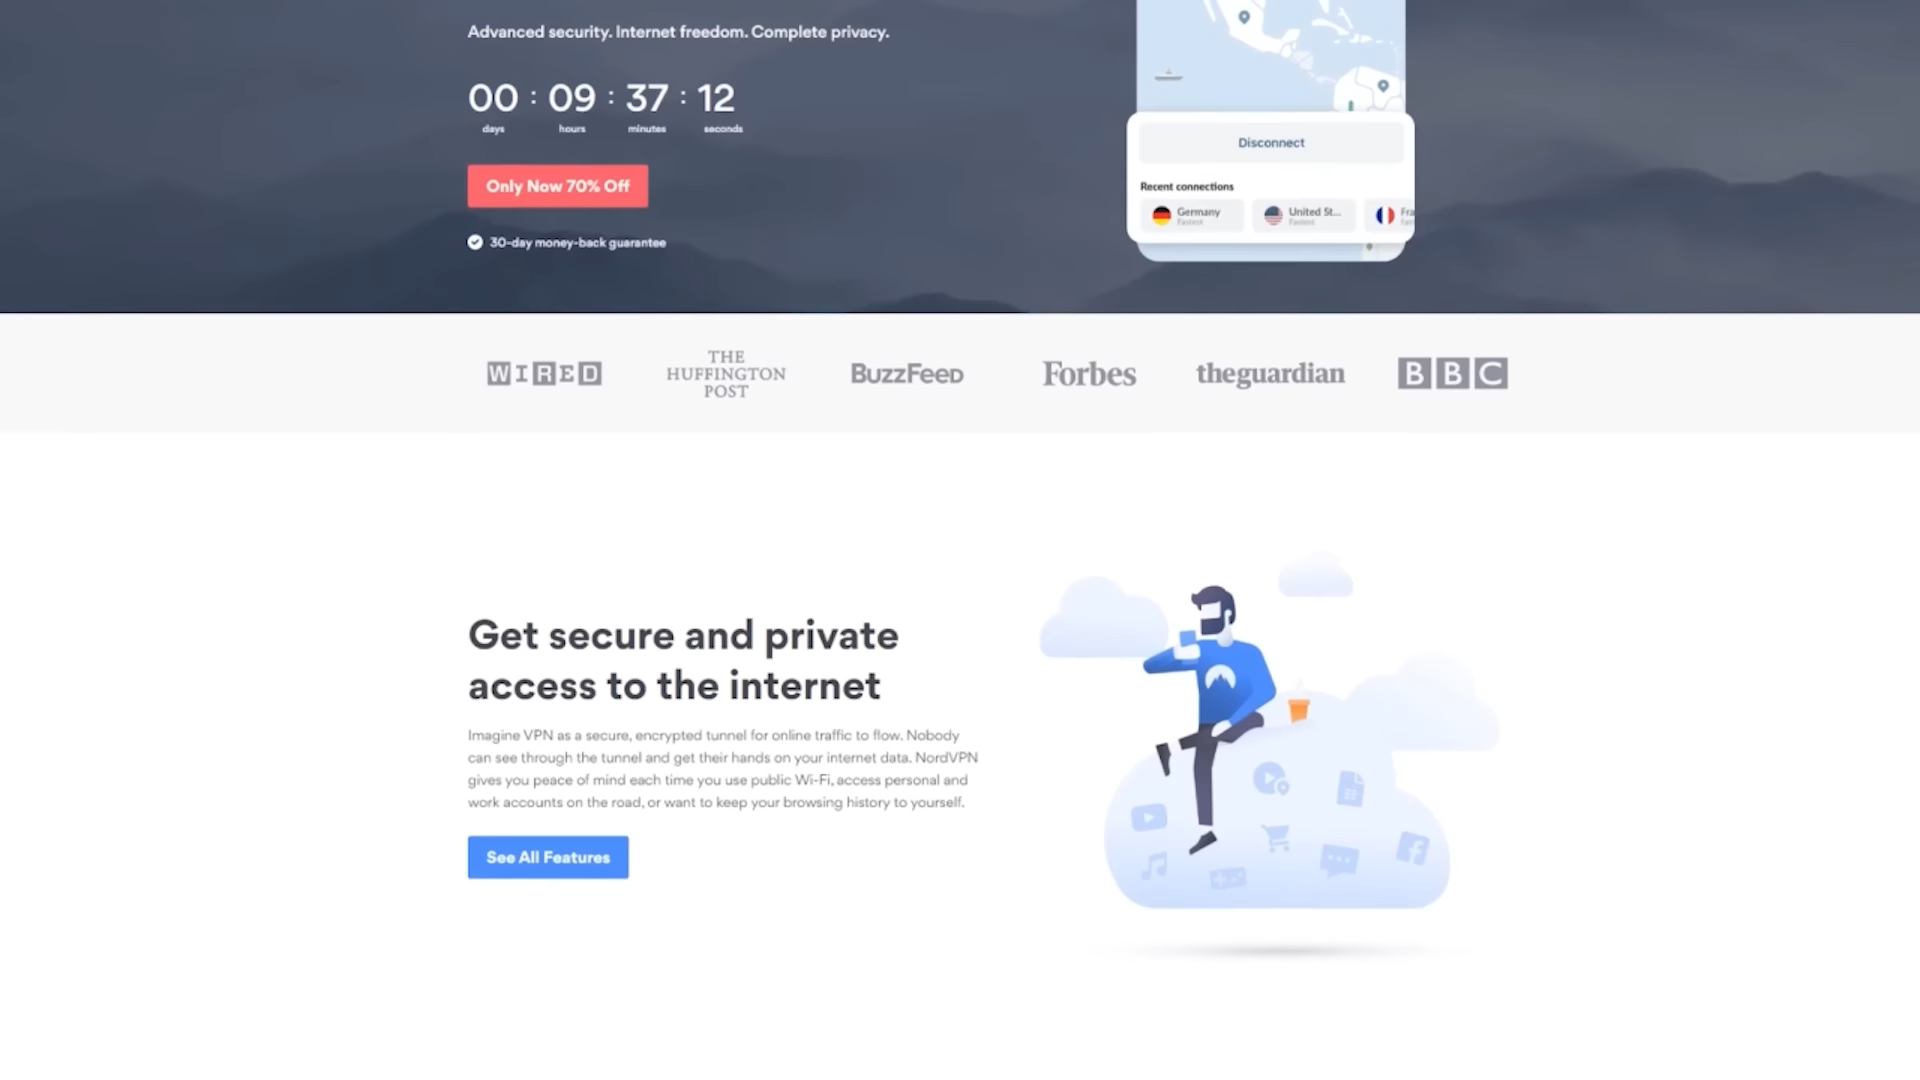 Advanced security. Internet freedom. Complete privacy.
00 : 09 : 37 : 12
days hours minutes seconds
Only Now 70% Off
30-day money-back guarantee
Disconnect
Recent connections
Germany
Fastest
United St...
Fastest
Fra
WIRED
THE
HUFFINGTON
POST
BuzzFeed
Forbes
theguardian
BBC
Get secure and private
access to the internet
Imagine VPN as a secure, encrypted tunnel for online traffic to flow. Nobody
can see through the tunnel and get their hands on your internet data. NordVPN
gives you peace of mind each time you use public Wi-Fi, access personal and
work accounts on the road, or want to keep your browsing history to yourself.
See All Features